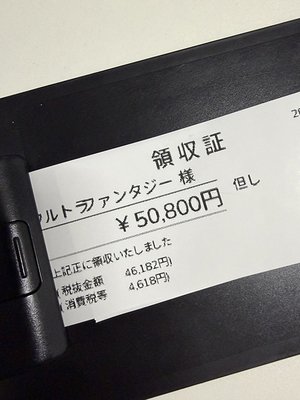 領収証
ウルトラファンタジー 様
¥50,800円 但し
上記正に領収いたしました
(税抜金額 46,182円)
(消費税等 4,618円)